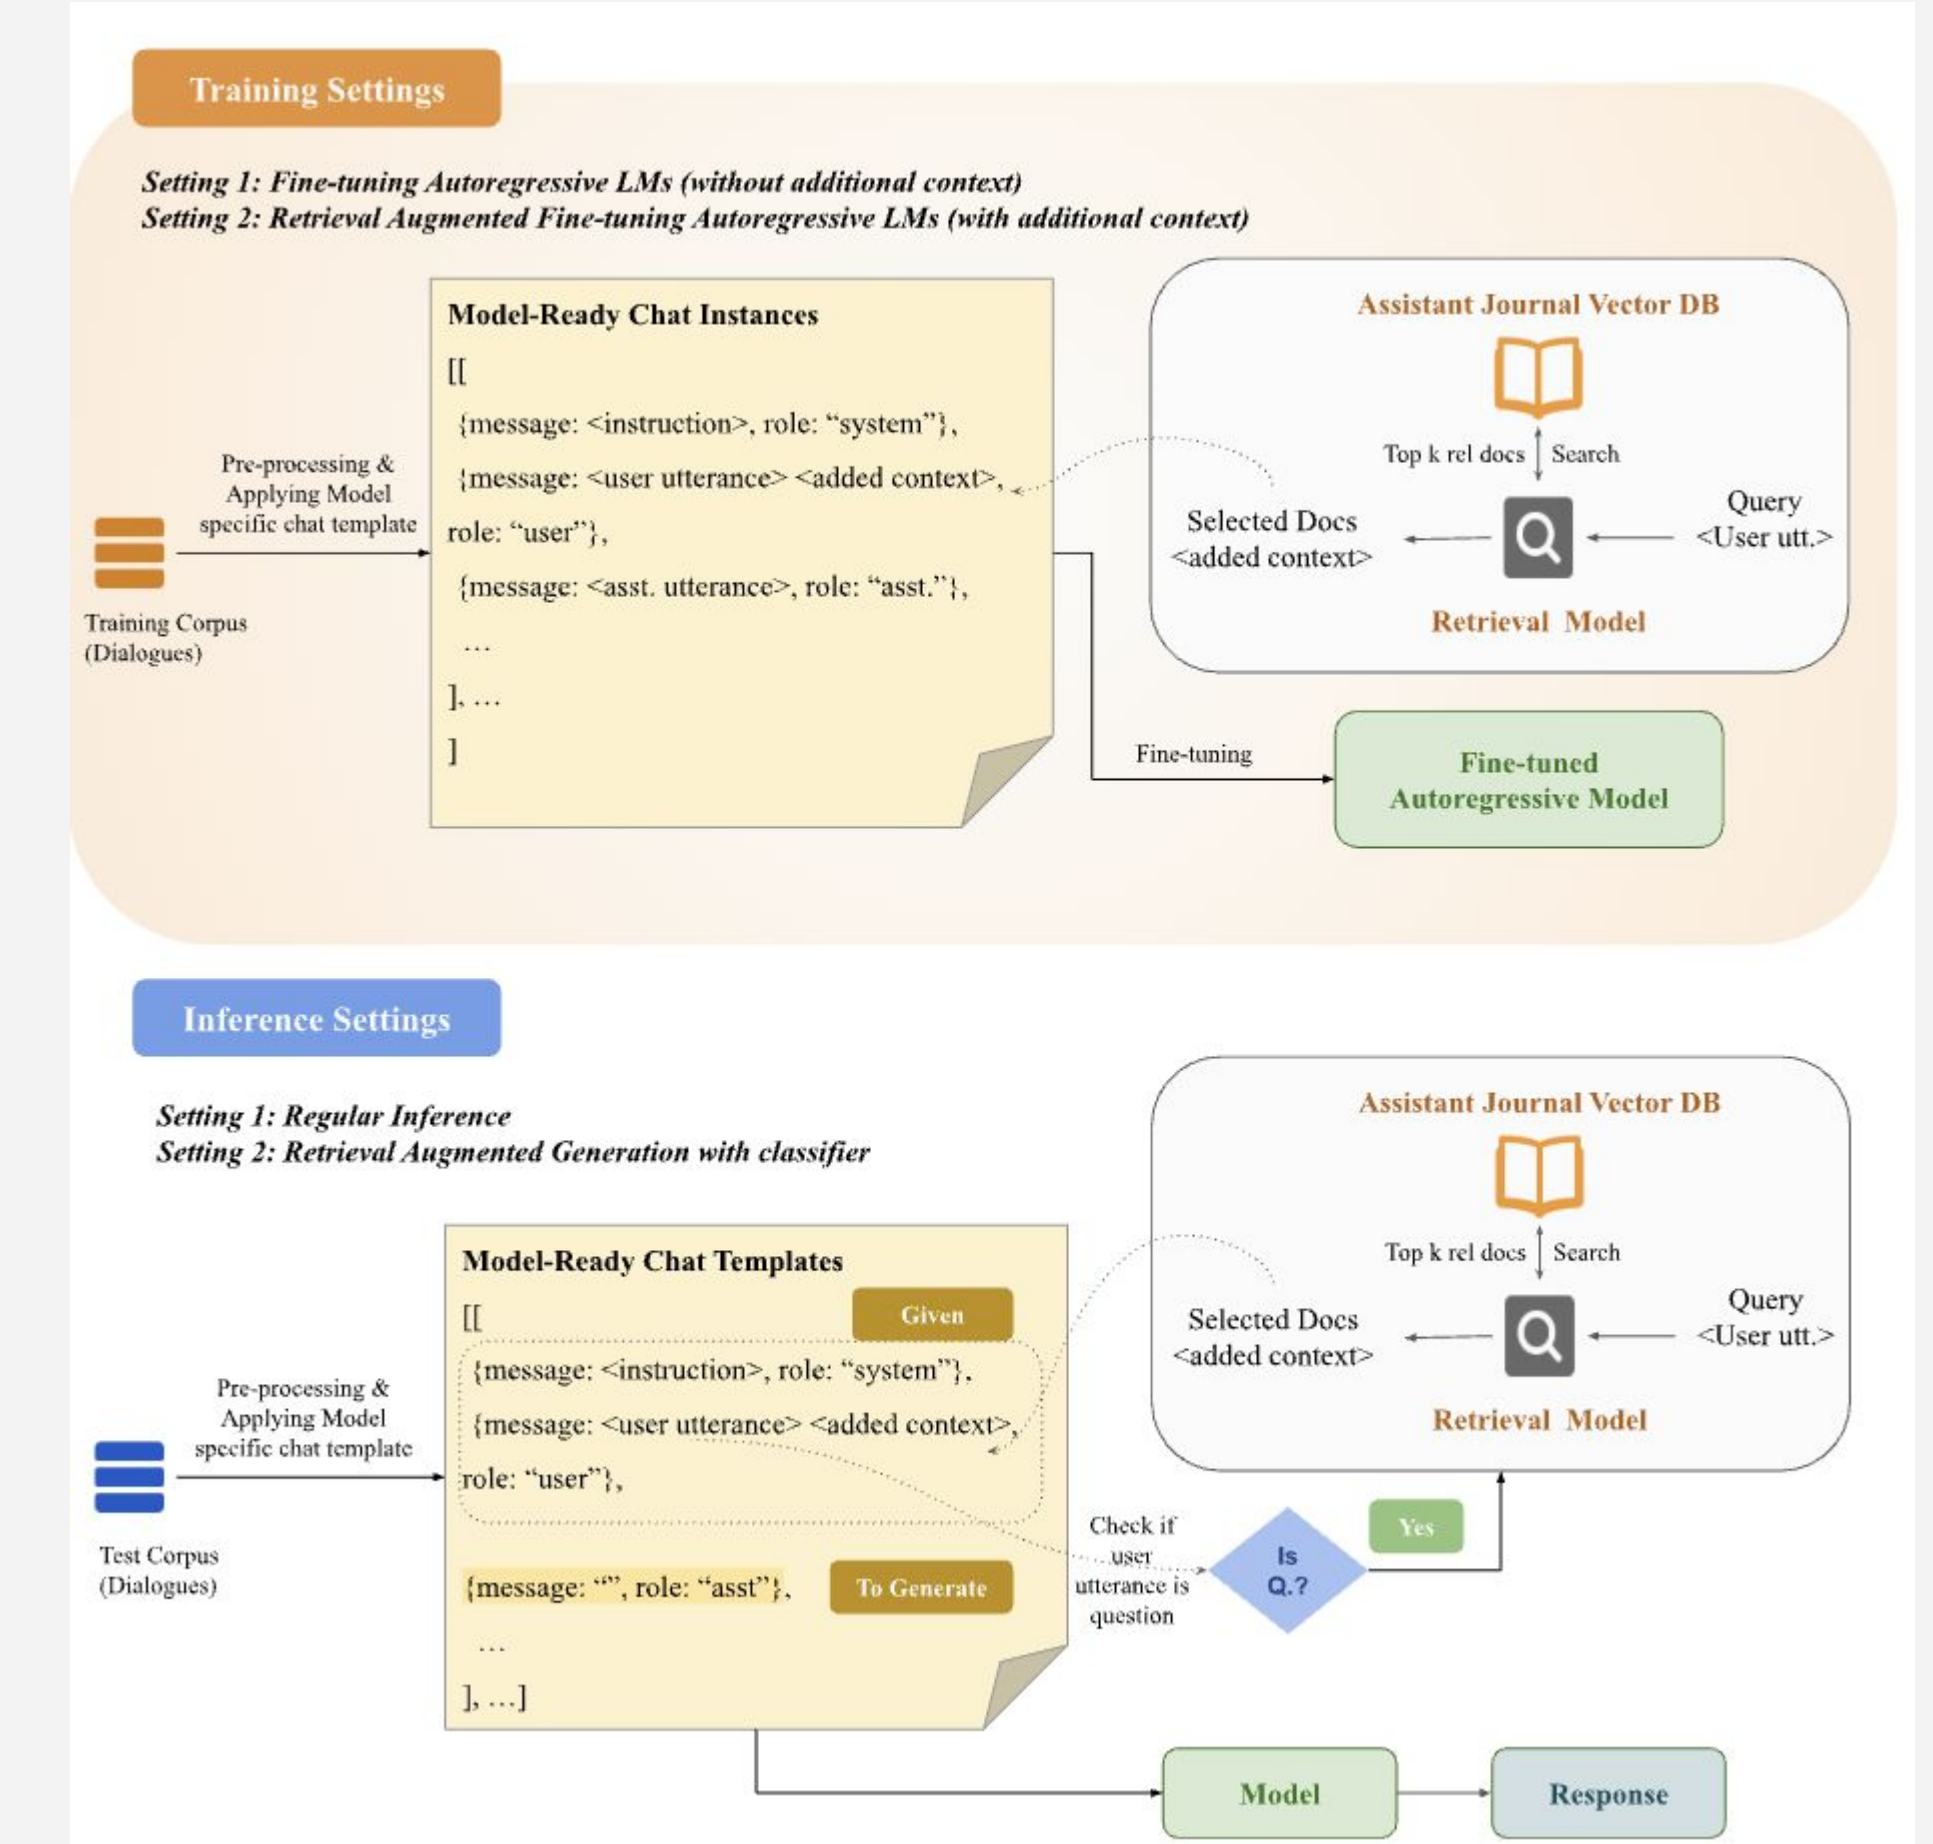 Training Settings
Setting 1: Fine-tuning Autoregressive LMs (without additional context)
Setting 2: Retrieval Augmented Fine-tuning Autoregressive LMs (with additional context)
Training Corpus
(Dialogues)
Pre-processing &
Applying Model
specific chat template
Model-Ready Chat Instances
[[
{message: <instruction>, role: “system”},
{message: <user utterance> <added context>,
role: “user”},
{message: <asst. utterance>, role: “asst.”},
…
], …
]
Assistant Journal Vector DB
Top k rel docs
Search
Query
<User utt.>
Selected Docs
<added context>
Retrieval Model
Fine-tuning
Fine-tuned
Autoregressive Model
Inference Settings
Setting 1: Regular Inference
Setting 2: Retrieval Augmented Generation with classifier
Test Corpus
(Dialogues)
Pre-processing &
Applying Model
specific chat template
Model-Ready Chat Templates
[[
Given
{message: <instruction>, role: “system”},
{message: <user utterance> <added context>,
role: “user”},
{message: “”, role: “asst”},
To Generate
…
], …]
Assistant Journal Vector DB
Top k rel docs
Search
Query
<User utt.>
Selected Docs
<added context>
Retrieval Model
Check if
user
utterance is
question
Is
Q.?
Yes
Model
Response